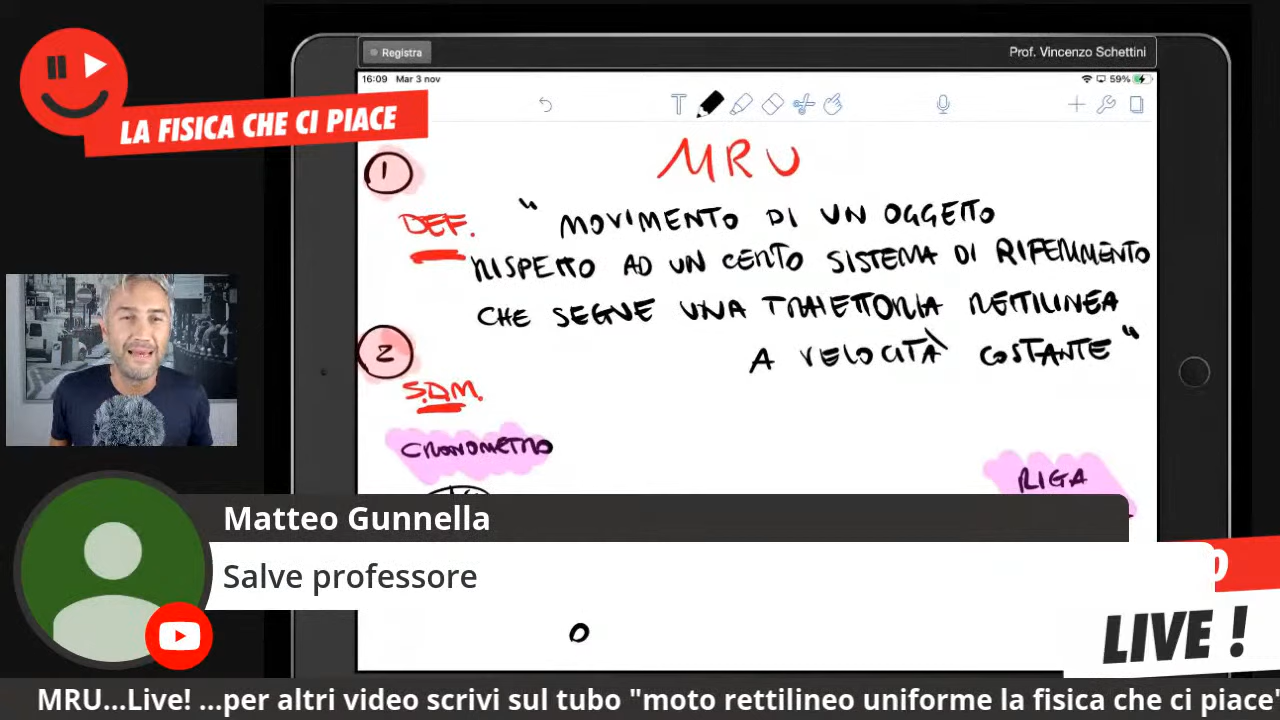 Registra
Prof. Vincenzo Schettini
16:09 Mar 3 nov
59%
LA FISICA CHE CI PIACE
MRU
1
DEF. " MOVIMENTO DI UN OGGETTO
RISPETTO AD UN CERTO SISTEMA DI RIFERIMENTO
CHE SEGUE UNA TRAIETTORIA RETTILINEA
A VELOCITÀ COSTANTE "
2
S.D.M.
CRONOMETRO
RIGA
Matteo Gunnella
Salve professore
0
LIVE !
MRU...Live! ...per altri video scrivi sul tubo "moto rettilineo uniforme la fisica che ci piace"